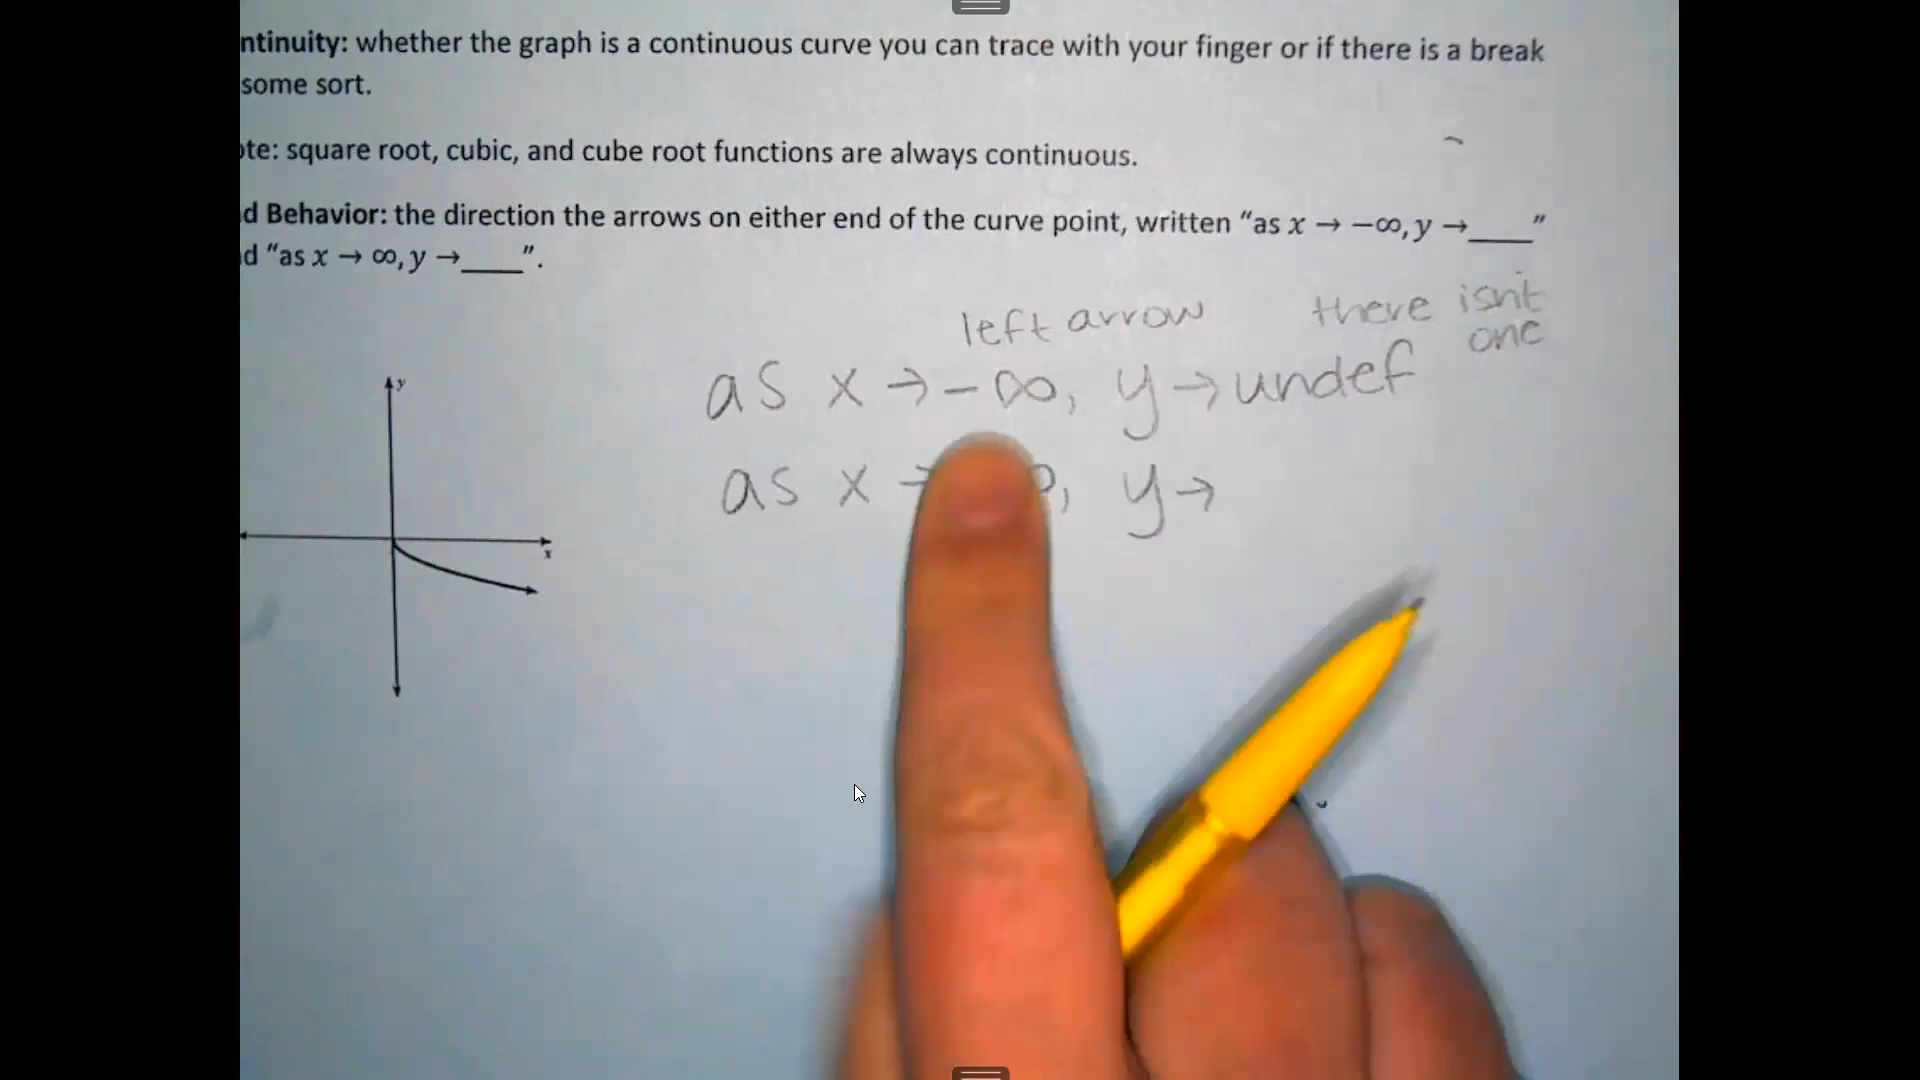 ntinuity: whether the graph is a continuous curve you can trace with your finger or if there is a break
some sort.
ote: square root, cubic, and cube root functions are always continuous.
d Behavior: the direction the arrows on either end of the curve point, written “as x → −∞, y →____”
d “as x → ∞, y →____”.
left arrow there isn't one
as x → -∞, y → undef
as x → , y →
y
x